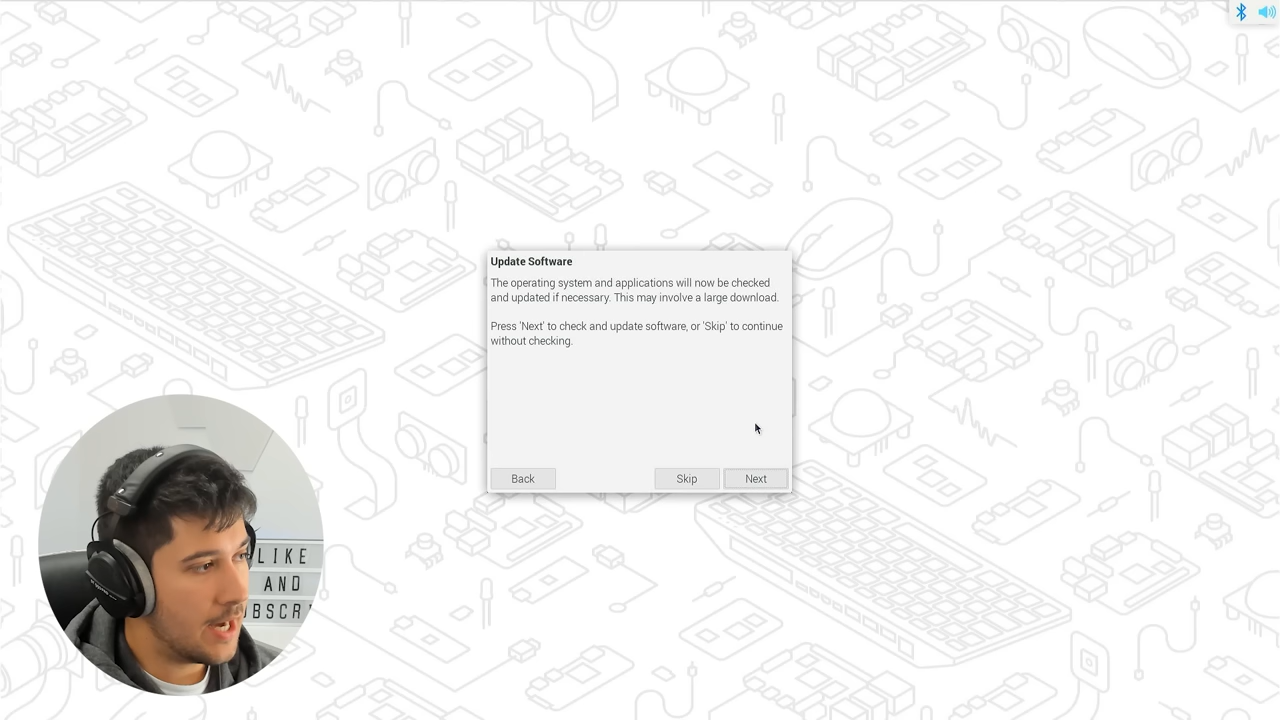 Update Software
The operating system and applications will now be checked
and updated if necessary. This may involve a large download.
Press 'Next' to check and update software, or 'Skip' to continue
without checking.
Back
Skip
Next
LIKE
AND